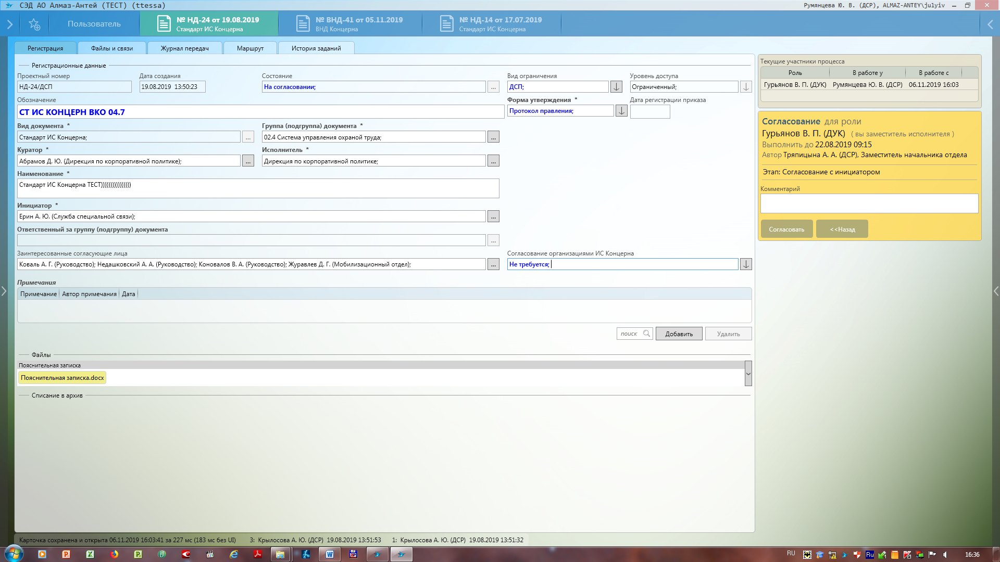 СЭД АО Алмаз-Антей (ТЕСТ) (ttessa)
Румянцева Ю. В. (ДСР), ALMAZ-ANTEY\julyiv
Пользователь
№ НД-24 от 19.08.2019
Стандарт ИС Концерна
№ ВНД-41 от 05.11.2019
ВНД Концерна
№ НД-14 от 17.07.2019
Стандарт ИС Концерна
Регистрация
Файлы и связи
Журнал передач
Маршрут
История заданий
Регистрационные данные
Проектный номер
Дата создания
Состояние
Вид ограничения
Уровень доступа
НД-24/ДСП
19.08.2019 13:50:23
На согласовании;
...
ДСП;
Ограниченный;
Обозначение
Форма утверждения *
Дата регистрации приказа
СТ ИС КОНЦЕРН ВКО 04.7
Протокол правления;
Вид документа *
Группа (подгруппа) документа *
Стандарт ИС Концерна;
...
02.4 Система управления охраной труда;
...
Куратор *
Исполнитель *
Абрамов Д. Ю. (Дирекция по корпоративной политике);
...
Дирекция по корпоративной политике;
...
Наименование *
Стандарт ИС Концерна ТЕСТ))))))))))))))))
Инициатор *
Ерин А. Ю. (Служба специальной связи);
...
Ответственный за группу (подгруппу) документа
...
Заинтересованные согласующие лица
Согласование организациями ИС Концерна
Коваль А. Г. (Руководство); Недашковский А. А. (Руководство); Коновалов В. А. (Руководство); Журавлев Д. Г. (Мобилизационный отдел);
...
Не требуется;
Примечания
Примечание
Автор примечания
Дата
поиск
Добавить
Удалить
Файлы
Пояснительная записка
Пояснительная записка.docx
Списание в архив
Текущие участники процесса
Роль
В работе у
В работе с
Гурьянов В. П. (ДУК)
Румянцева Ю. В. (ДСР)
06.11.2019 16:03
Согласование для роли
Гурьянов В. П. (ДУК) ( вы заместитель исполнителя )
Выполнить до 22.08.2019 09:15
Автор Тряпицына А. А. (ДСР), Заместитель начальника отдела
Этап: Согласование с инициатором
Комментарий
Согласовать
<<Назад
Карточка сохранена и открыта 06.11.2019 16:03:41 за 227 мс (183 мс без UI)
3: Крылосова А. Ю. (ДСР) 19.08.2019 13:51:53
1: Крылосова А. Ю. (ДСР) 19.08.2019 13:51:32
RU
Ru
16:36